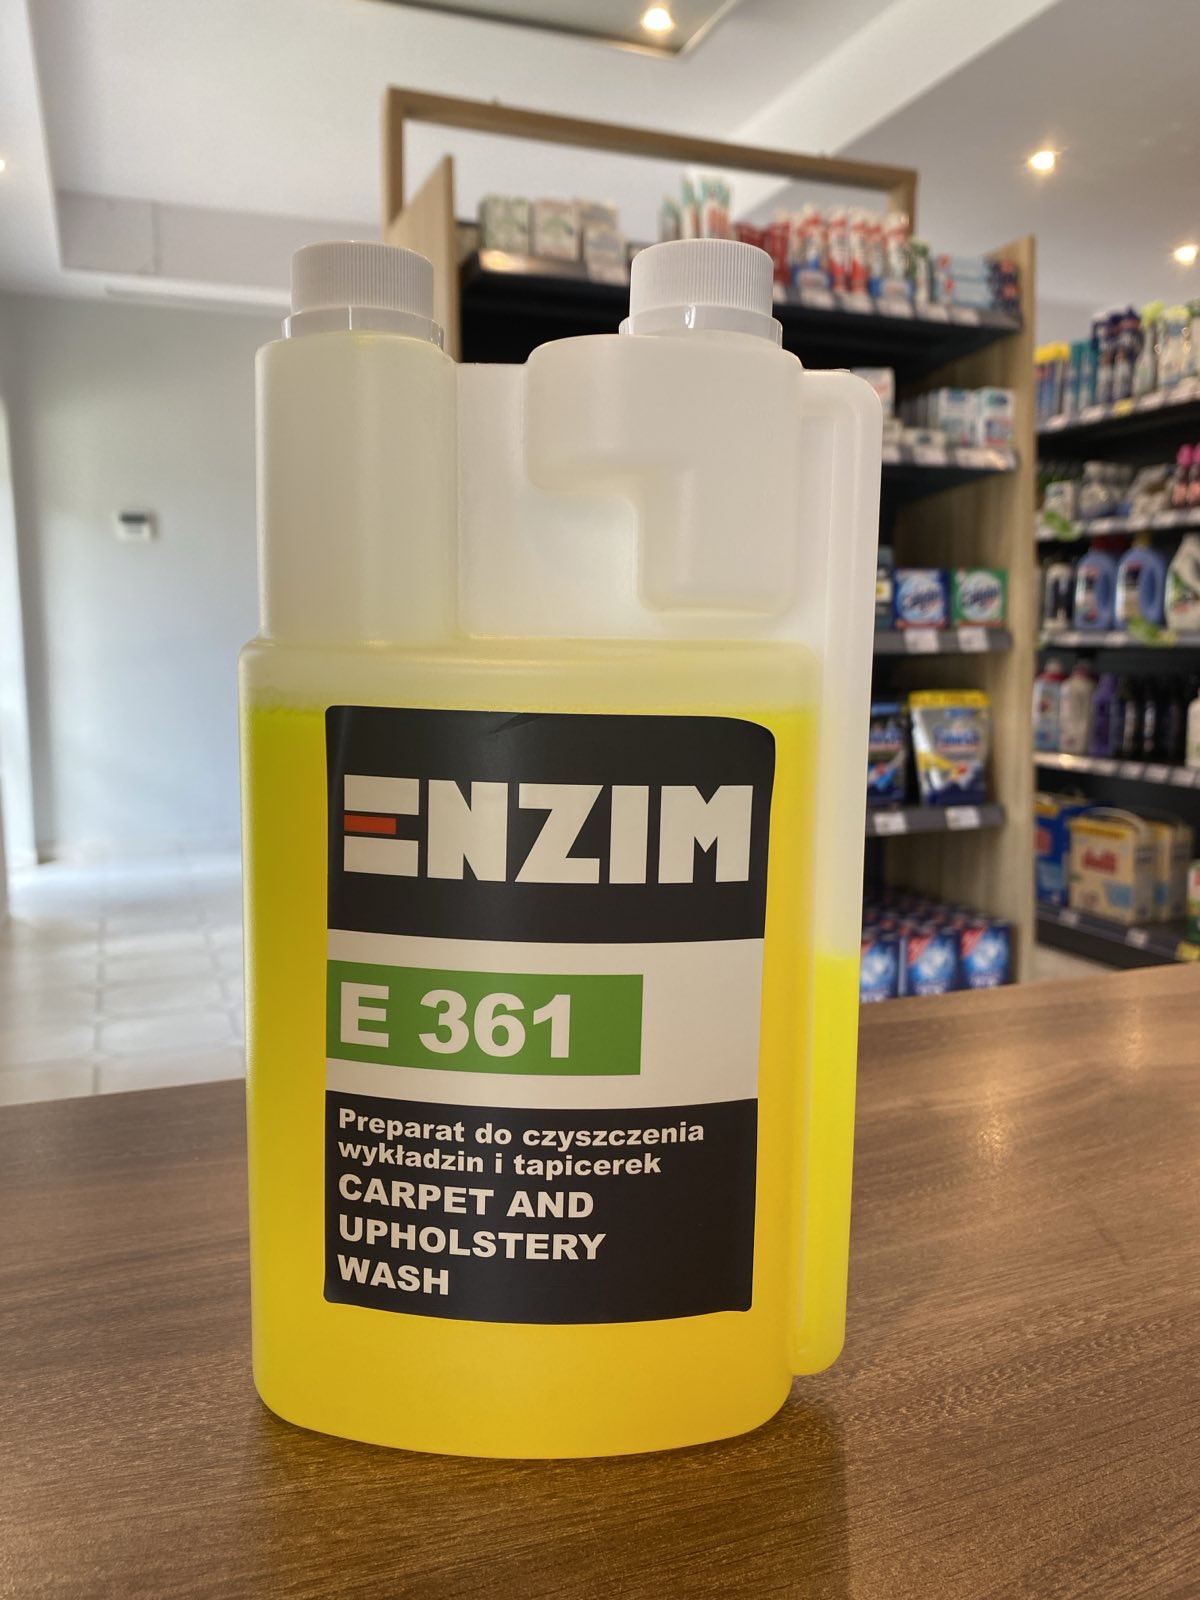 ENZIM
E 361
Preparat do czyszczenia
wykładzin i tapicerek
CARPET AND
UPHOLSTERY
WASH